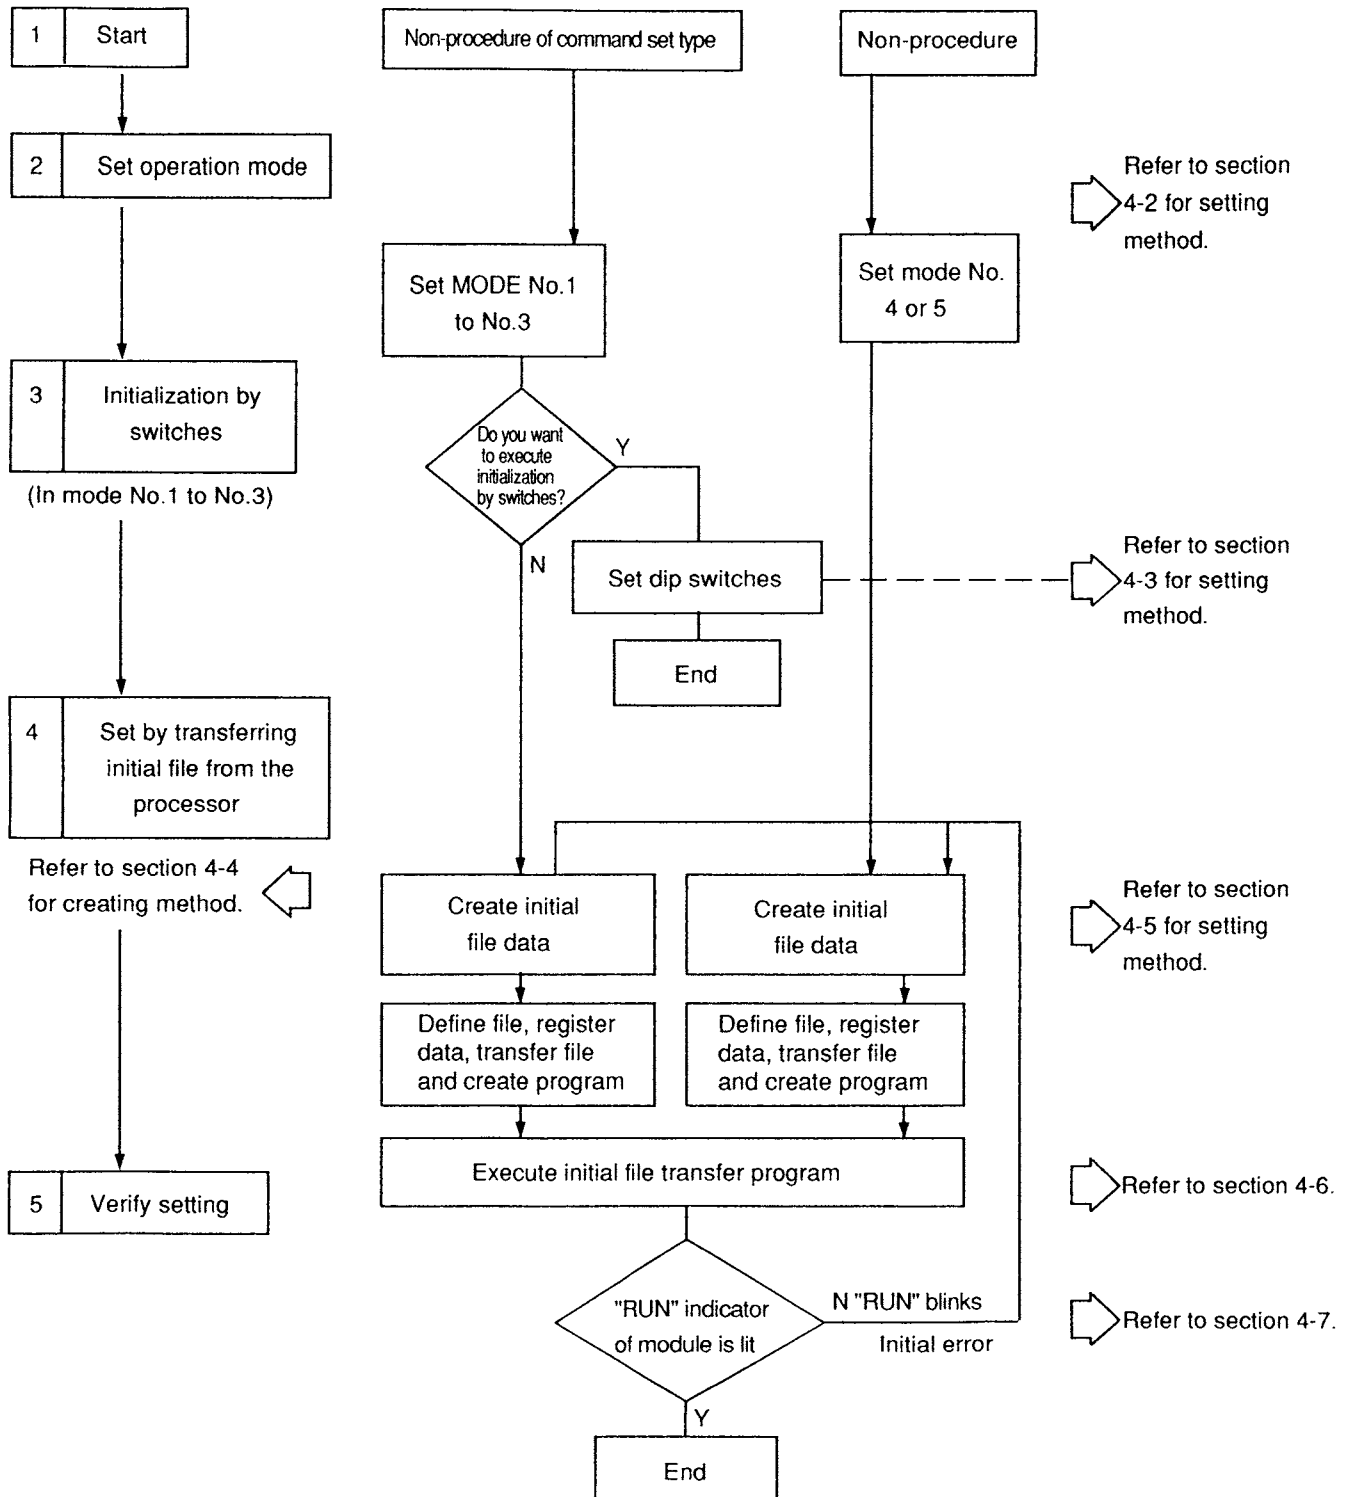 1 Start
Non-procedure of command set type
Non-procedure
2 Set operation mode
Refer to section
4-2 for setting
method.
Set MODE No.1
to No.3
Set mode No.
4 or 5
3 Initialization by
switches
(In mode No.1 to No.3)
Do you want
to execute
initialization
by switches?
Y
N
Set dip switches
End
Refer to section
4-3 for setting
method.
4 Set by transferring
initial file from the
processor
Refer to section 4-4
for creating method.
Create initial
file data
Create initial
file data
Refer to section
4-5 for setting
method.
Define file, register
data, transfer file
and create program
Define file, register
data, transfer file
and create program
Execute initial file transfer program
Refer to section 4-6.
5 Verify setting
"RUN" indicator
of module is lit
N "RUN" blinks
Initial error
Refer to section 4-7.
Y
End